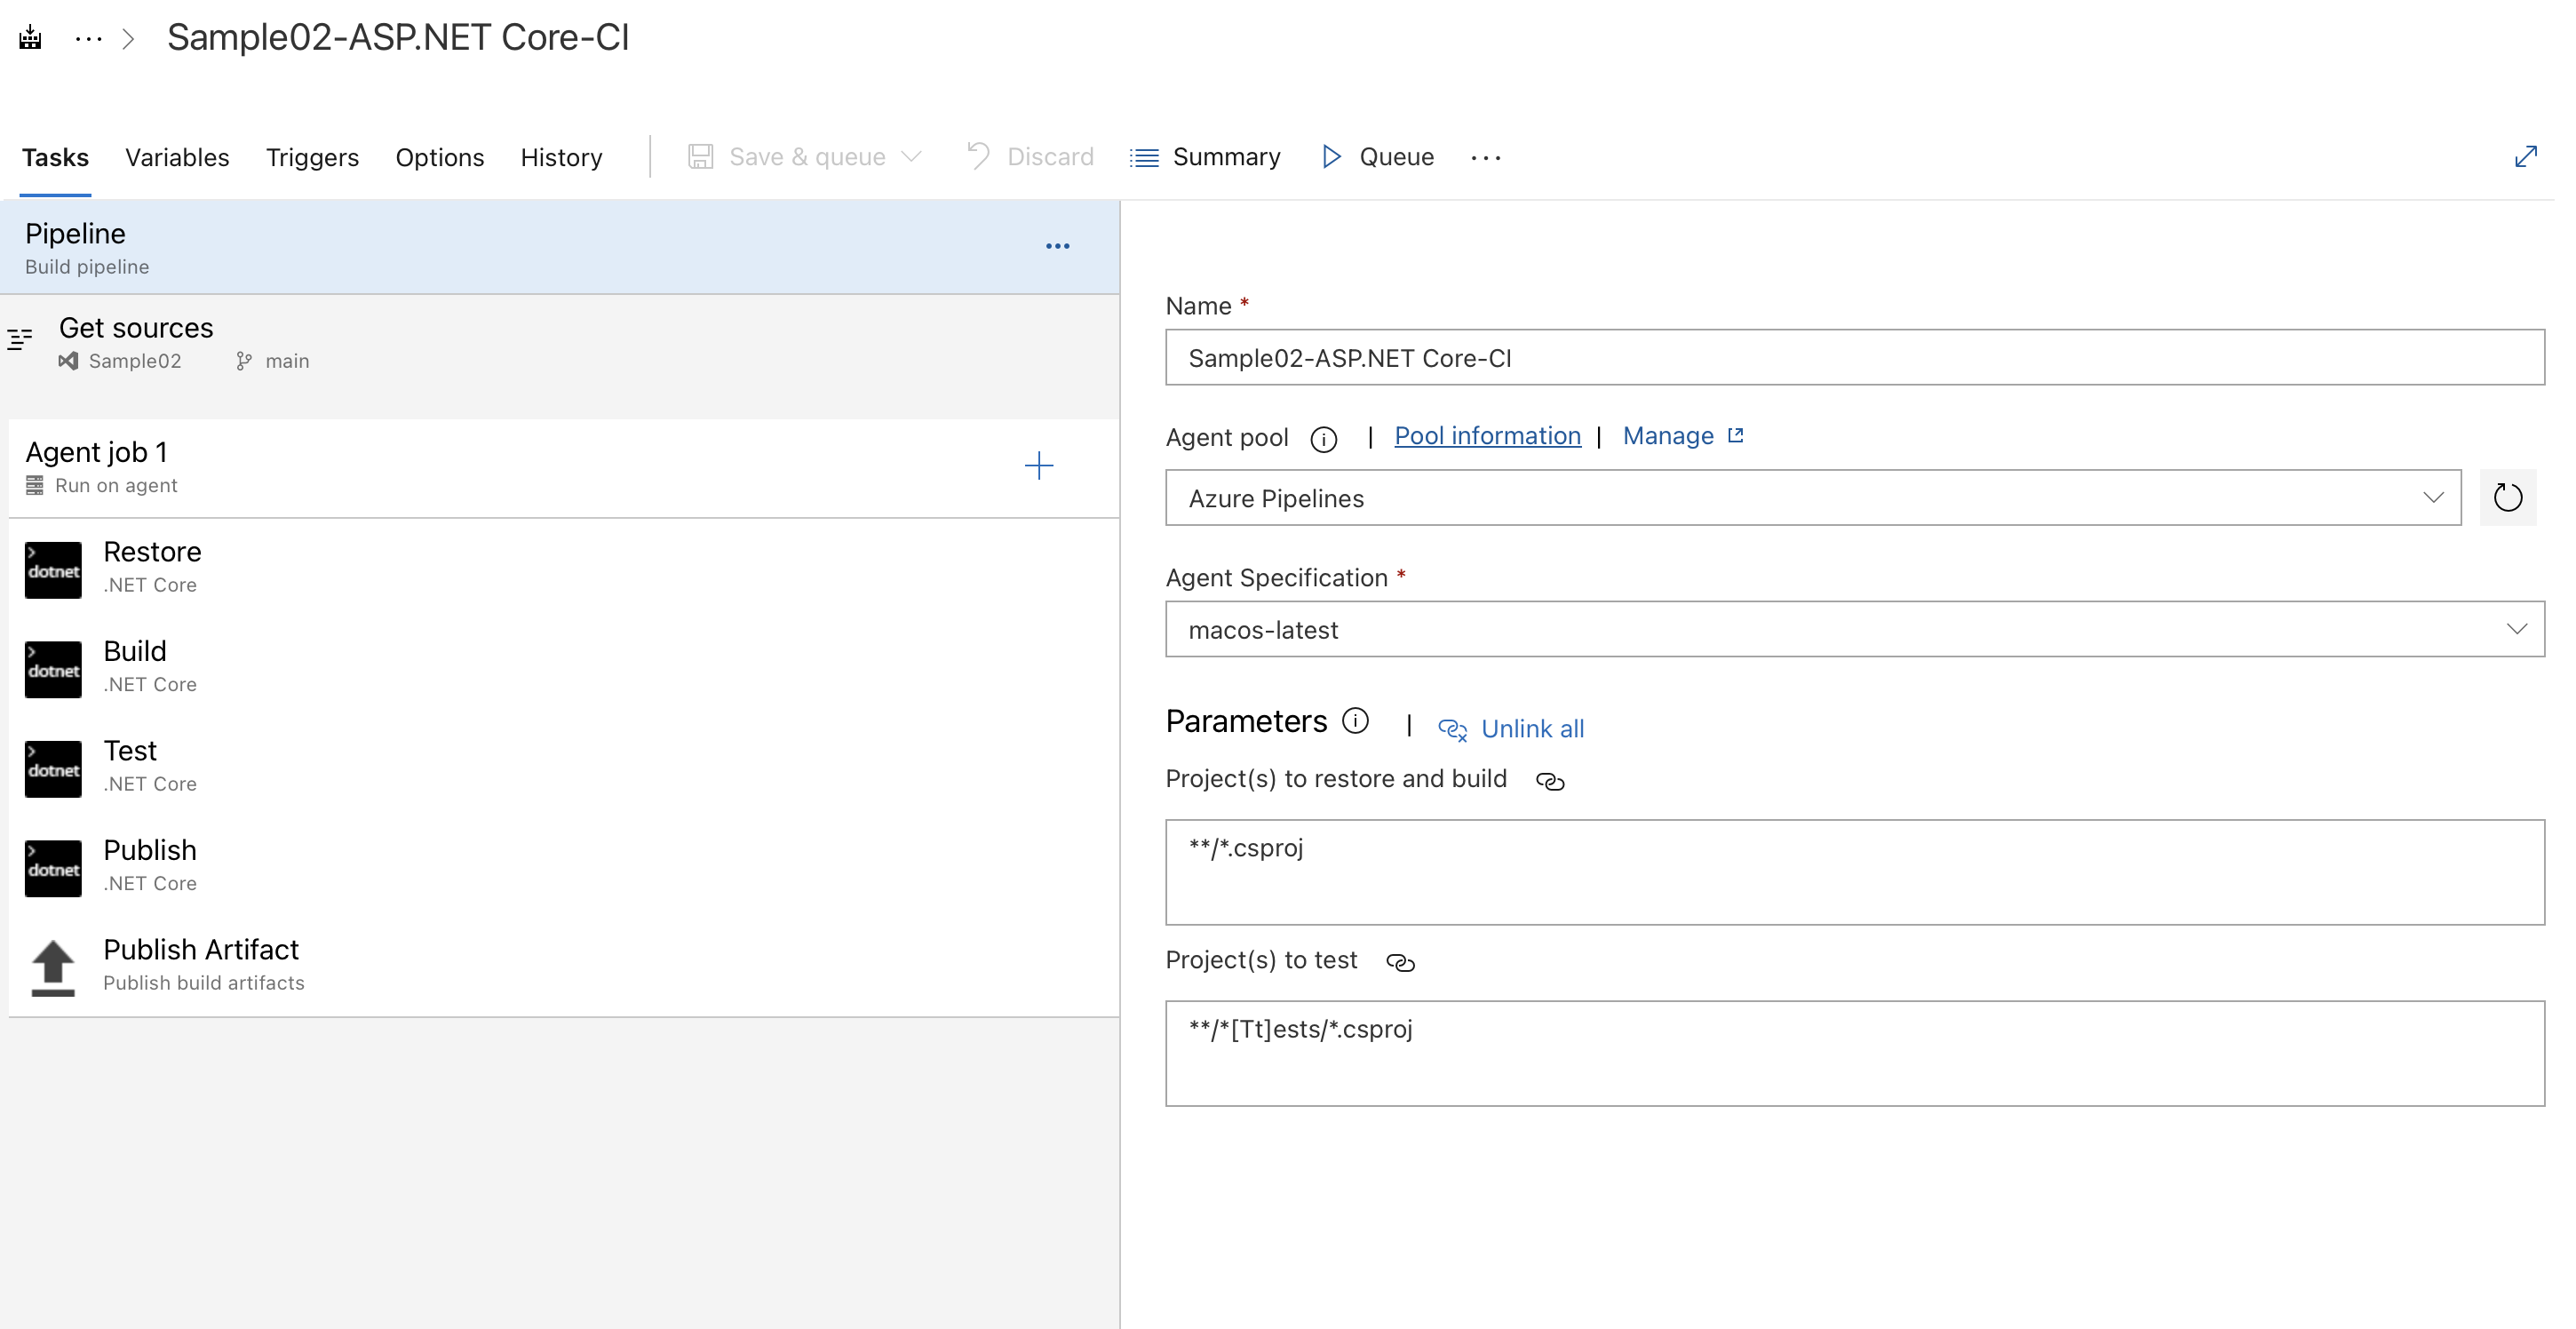 Sample02-ASP.NET Core-CI
Tasks Variables Triggers Options History Save & queue Discard Summary Queue
Pipeline
Build pipeline
Get sources
Sample02 main
Agent job 1
Run on agent
dotnet
Restore
.NET Core
dotnet
Build
.NET Core
dotnet
Test
.NET Core
dotnet
Publish
.NET Core
Publish Artifact
Publish build artifacts
Name *
Sample02-ASP.NET Core-CI
Agent pool | Pool information | Manage
Azure Pipelines
Agent Specification *
macos-latest
Parameters | Unlink all
Project(s) to restore and build
**/*.csproj
Project(s) to test
**/*[Tt]ests/*.csproj